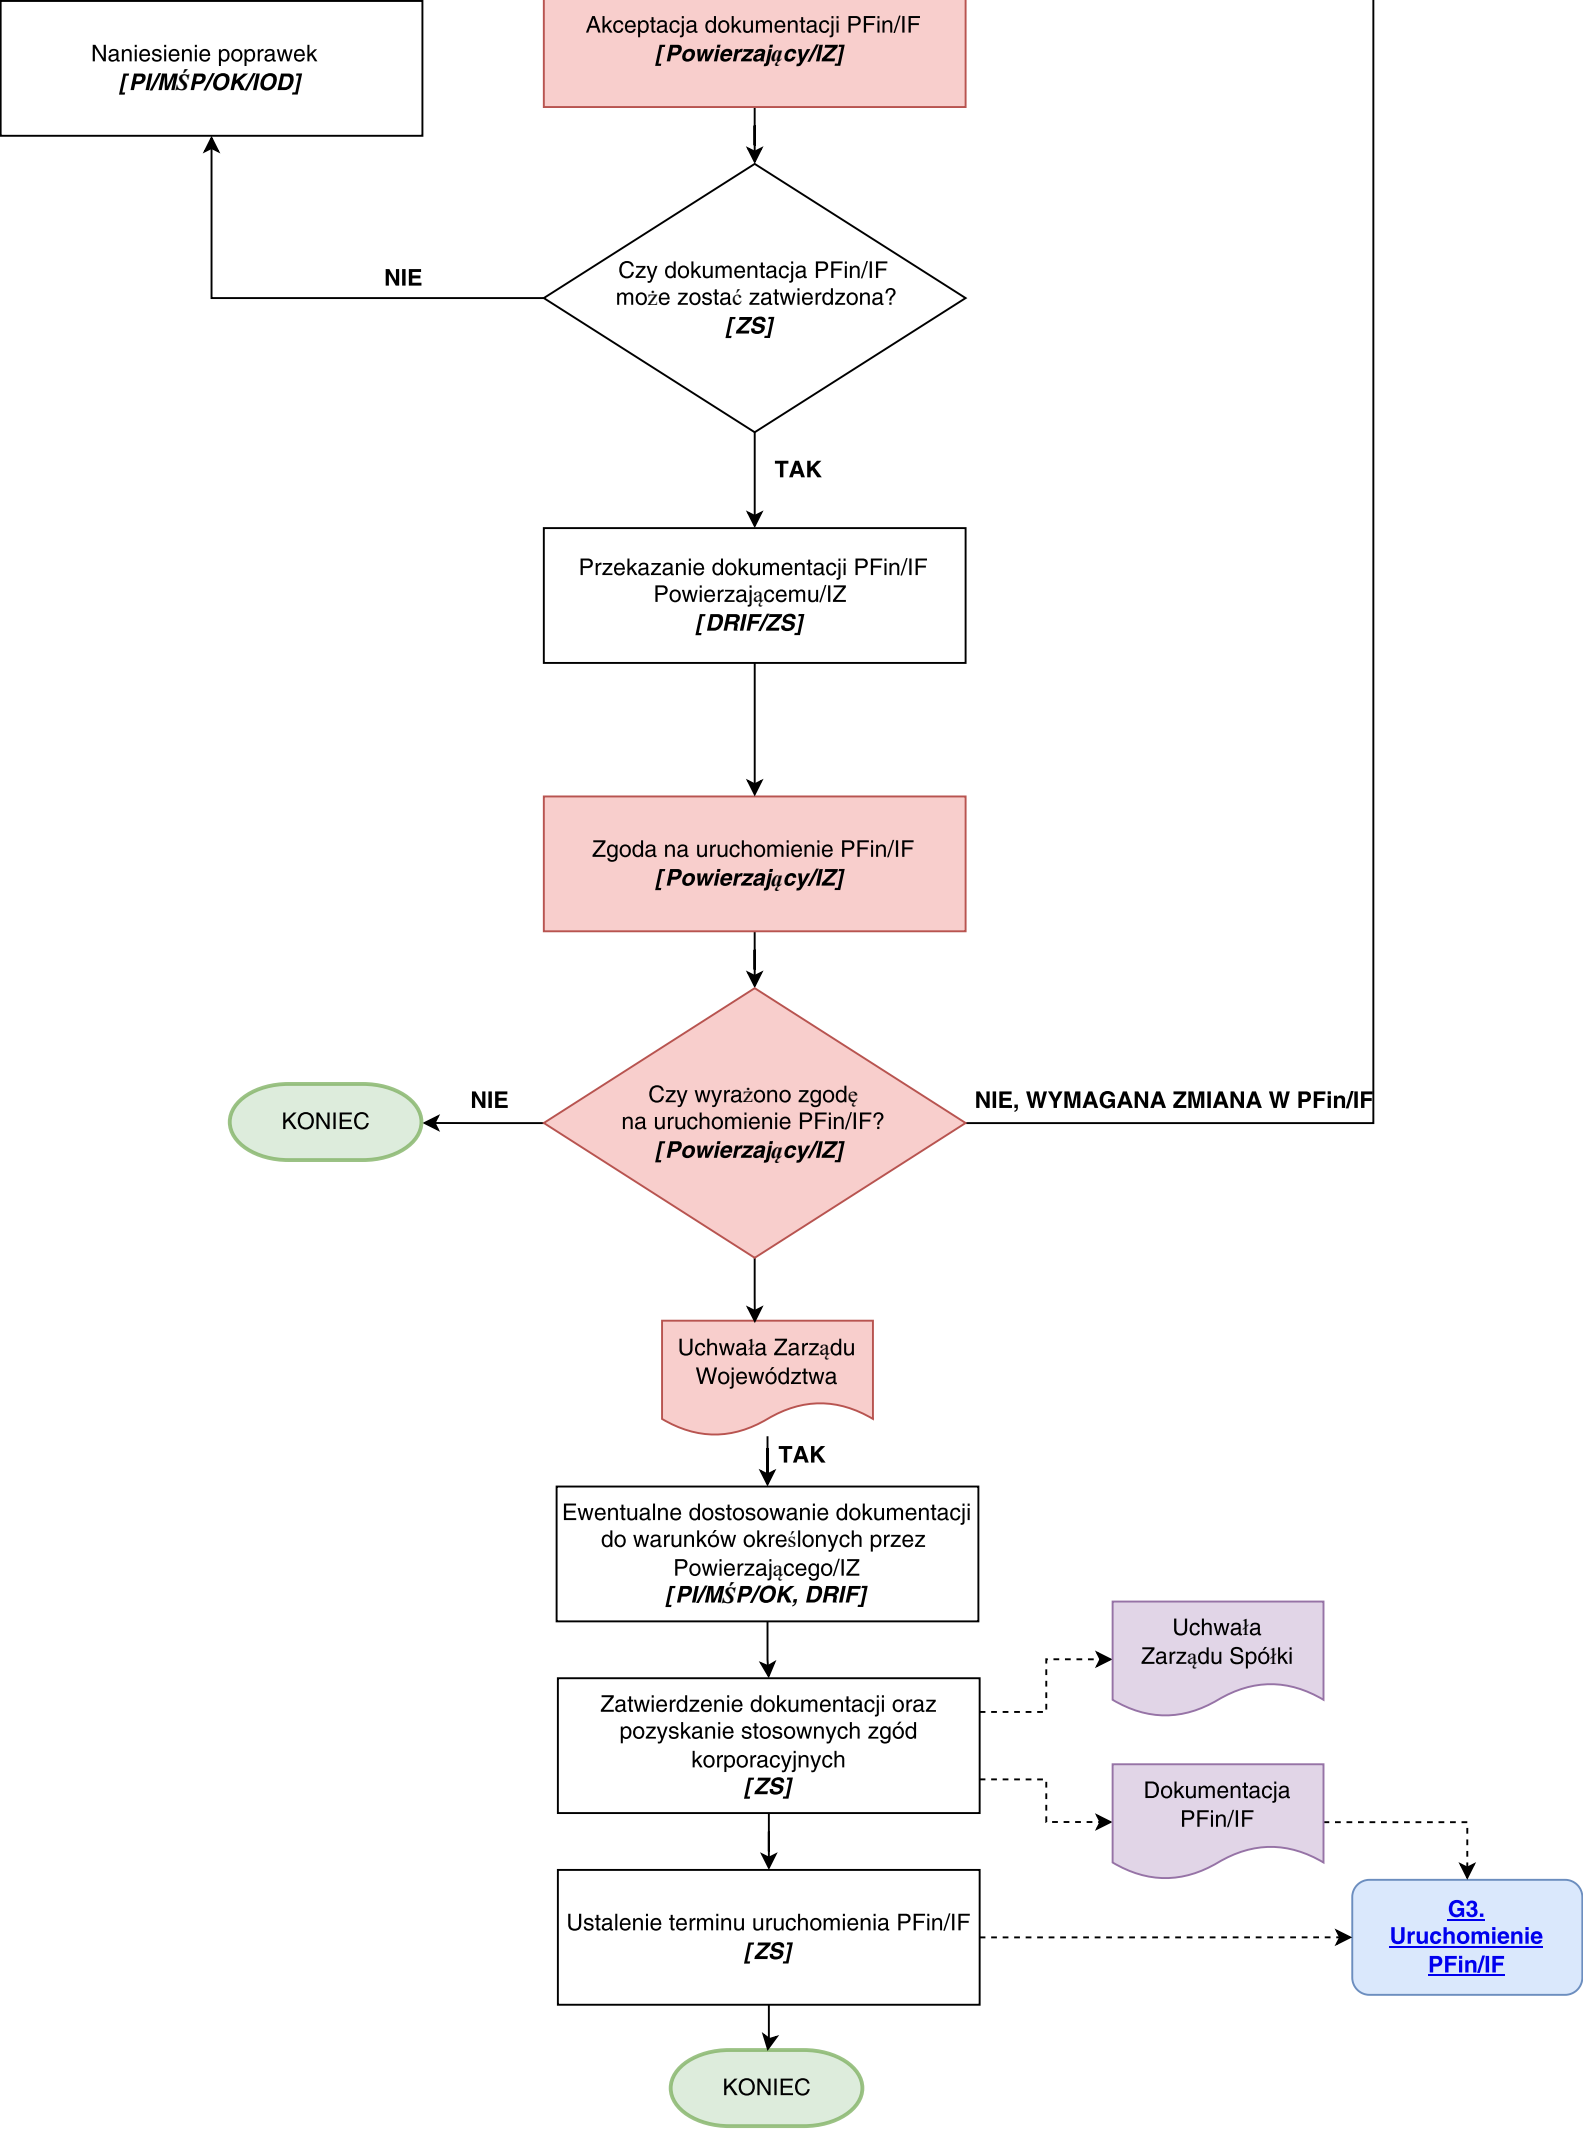 Naniesienie poprawek
[PI/MŚP/OK/IOD]
Akceptacja dokumentacji PFin/IF
[Powierzający/IZ]
NIE
Czy dokumentacja PFin/IF
może zostać zatwierdzona?
[ZS]
TAK
Przekazanie dokumentacji PFin/IF
Powierzającemu/IZ
[DRIF/ZS]
Zgoda na uruchomienie PFin/IF
[Powierzający/IZ]
KONIEC
NIE
Czy wyrażono zgodę
na uruchomienie PFin/IF?
[Powierzający/IZ]
NIE, WYMAGANA ZMIANA W PFin/IF
Uchwała Zarządu
Województwa
TAK
Ewentualne dostosowanie dokumentacji
do warunków określonych przez
Powierzającego/IZ
[PI/MŚP/OK, DRIF]
Uchwała
Zarządu Spółki
Zatwierdzenie dokumentacji oraz
pozyskanie stosownych zgód
korporacyjnych
[ZS]
Dokumentacja
PFin/IF
Ustalenie terminu uruchomienia PFin/IF
[ZS]
G3.
Uruchomienie
PFin/IF
KONIEC